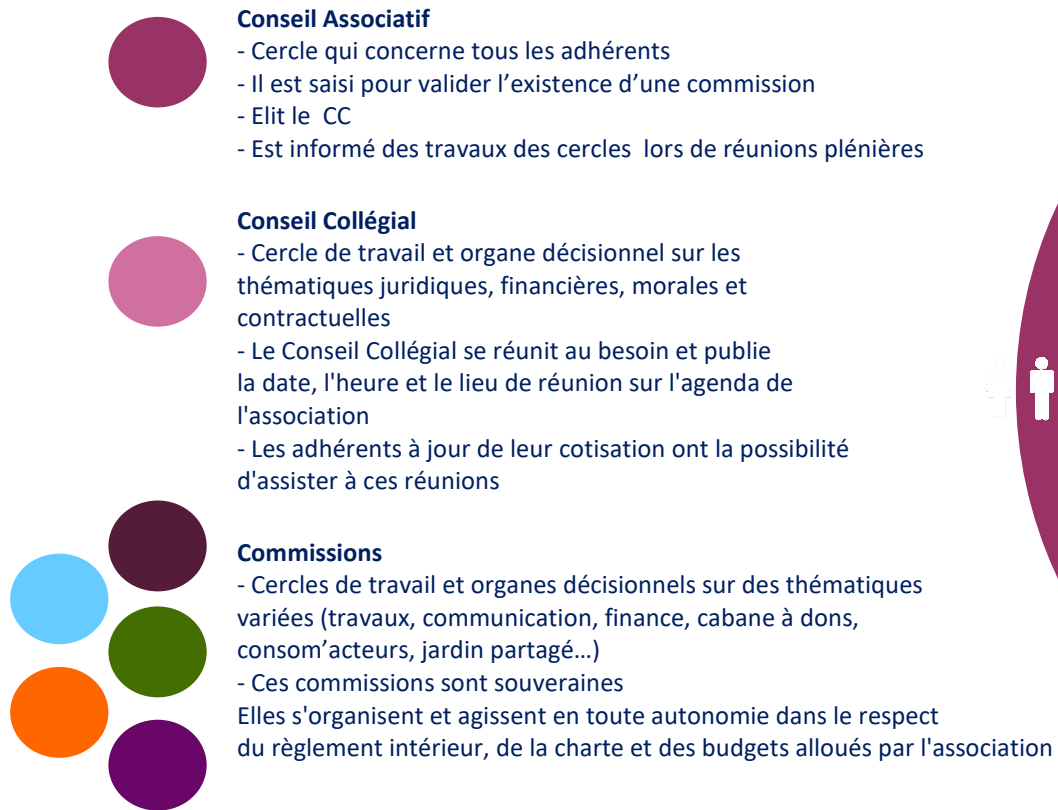 Conseil Associatif
- Cercle qui concerne tous les adhérents
- Il est saisi pour valider l’existence d’une commission
- Elit le  CC
- Est informé des travaux des cercles  lors de réunions plénières
Conseil Collégial
- Cercle de travail et organe décisionnel sur les
thématiques juridiques, financières, morales et
contractuelles
- Le Conseil Collégial se réunit au besoin et publie
la date, l'heure et le lieu de réunion sur l'agenda de
l'association
- Les adhérents à jour de leur cotisation ont la possibilité
d'assister à ces réunions
Commissions
- Cercles de travail et organes décisionnels sur des thématiques
variées (travaux, communication, finance, cabane à dons,
consom’acteurs, jardin partagé…)
- Ces commissions sont souveraines
Elles s'organisent et agissent en toute autonomie dans le respect
du règlement intérieur, de la charte et des budgets alloués par l'association